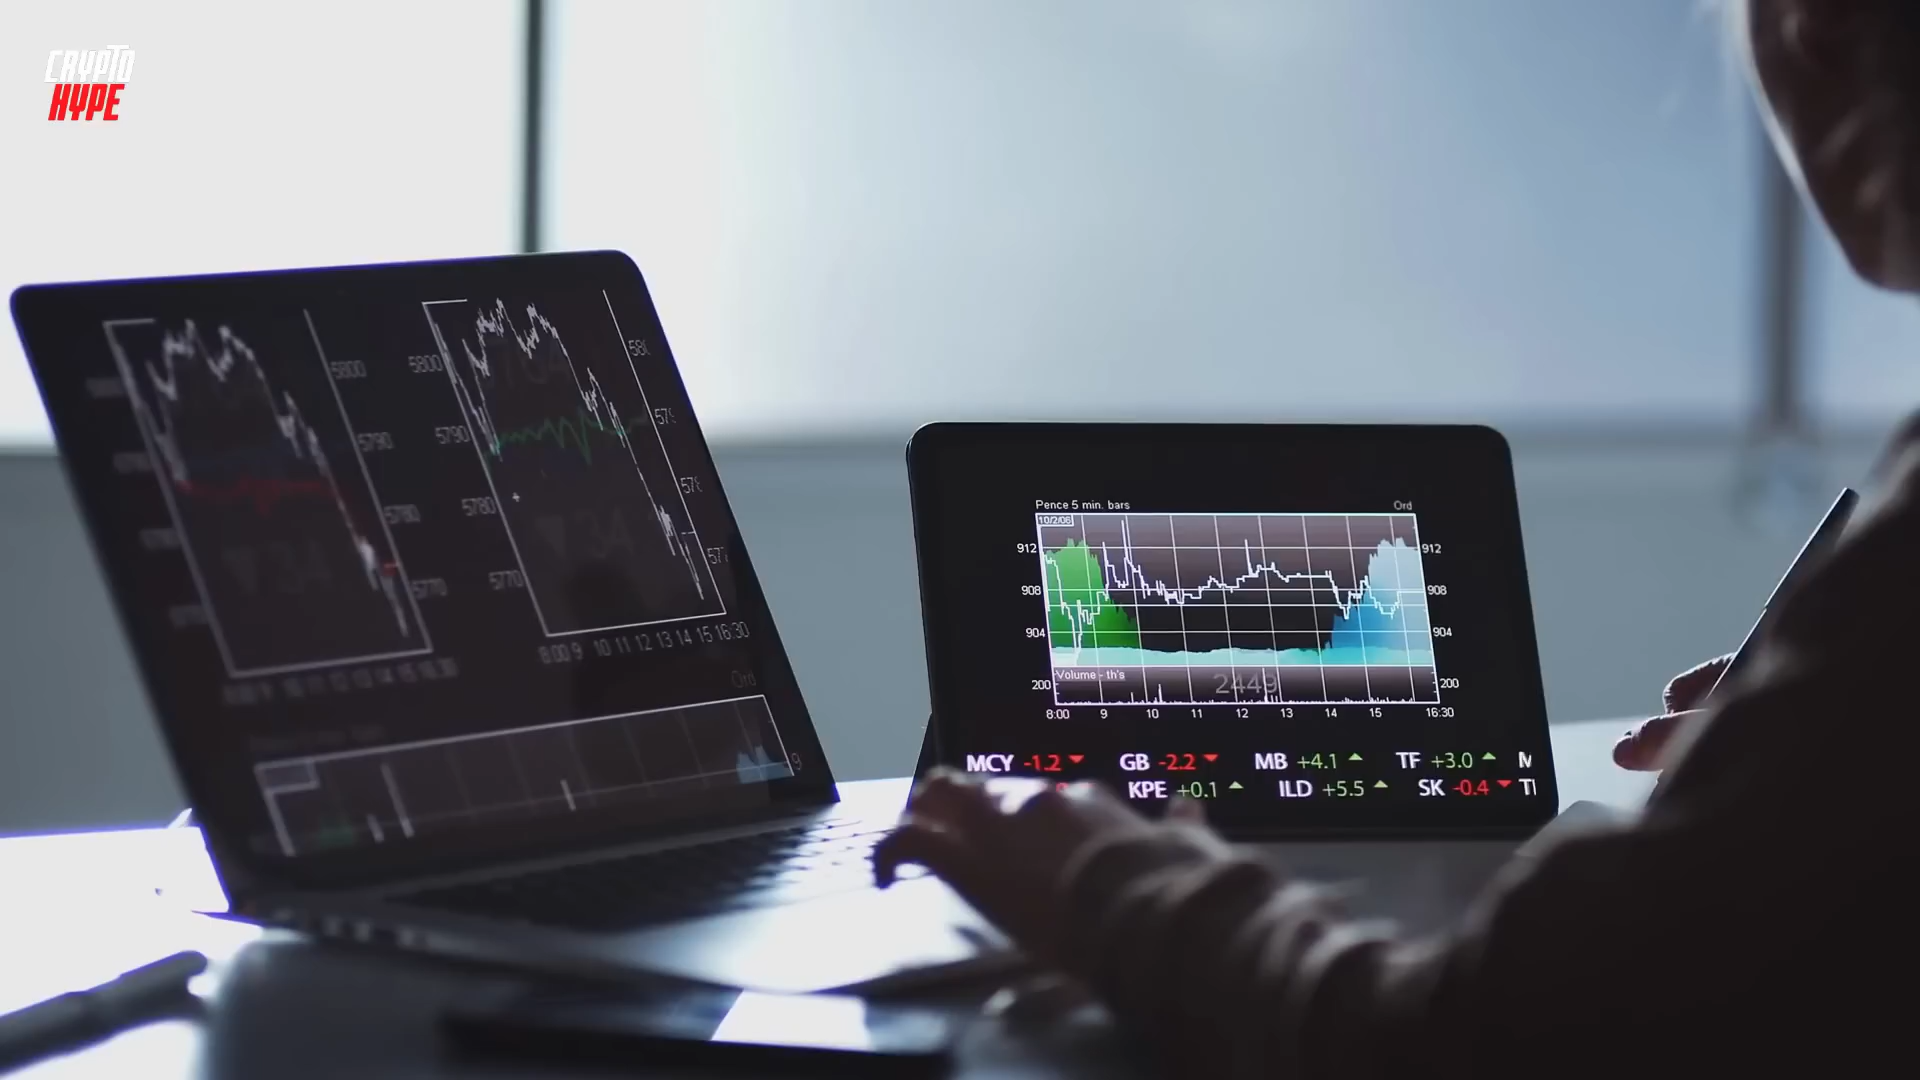 CRYPTO
HYPE
5800 5800
5790 5790
5780 5780
5770 5770
8:00 9 10 11 12 13 14 15 16:30
Ord
Pence 5 min. bars Ord
10/2/06
912 912
908 908
904 904
Volume - th's
200 2449 200
8:00 9 10 11 12 13 14 15 16:30
MCY -1.2 GB -2.2 MB +4.1 TF +3.0 M
KPE +0.1 ILD +5.5 SK -0.4